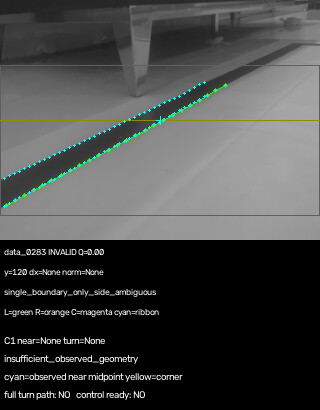 data_0283 INVALID Q=0.00
y=120 dx=None norm=None
single_boundary_only_side_ambiguous
L=green R=orange C=magenta cyan=ribbon
C1 near=None turn=None
insufficient_observed_geometry
cyan=observed near midpoint yellow=corner
full turn path: NO control ready: NO